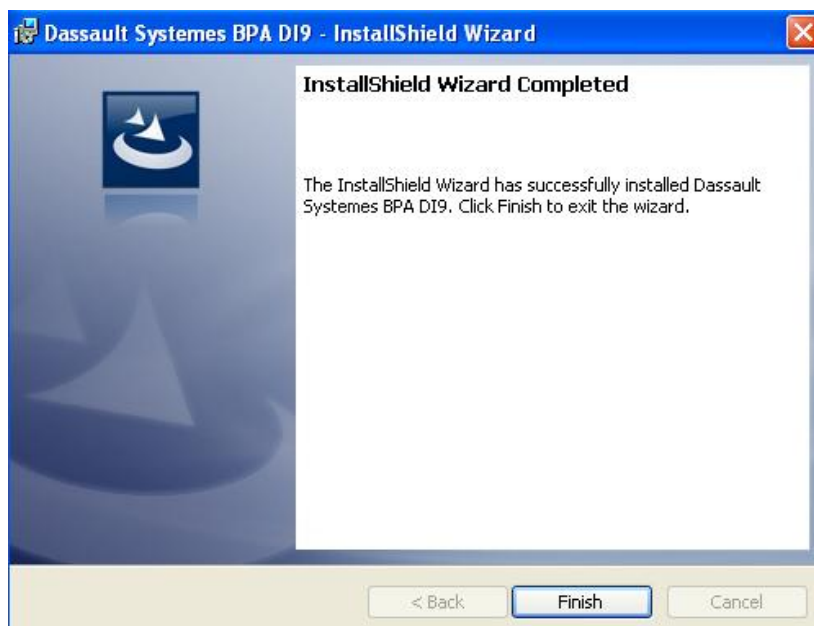 Dassault Systemes BPA DI9 - InstallShield Wizard
InstallShield Wizard Completed
The InstallShield Wizard has successfully installed Dassault
Systemes BPA DI9. Click Finish to exit the wizard.
< Back Finish Cancel